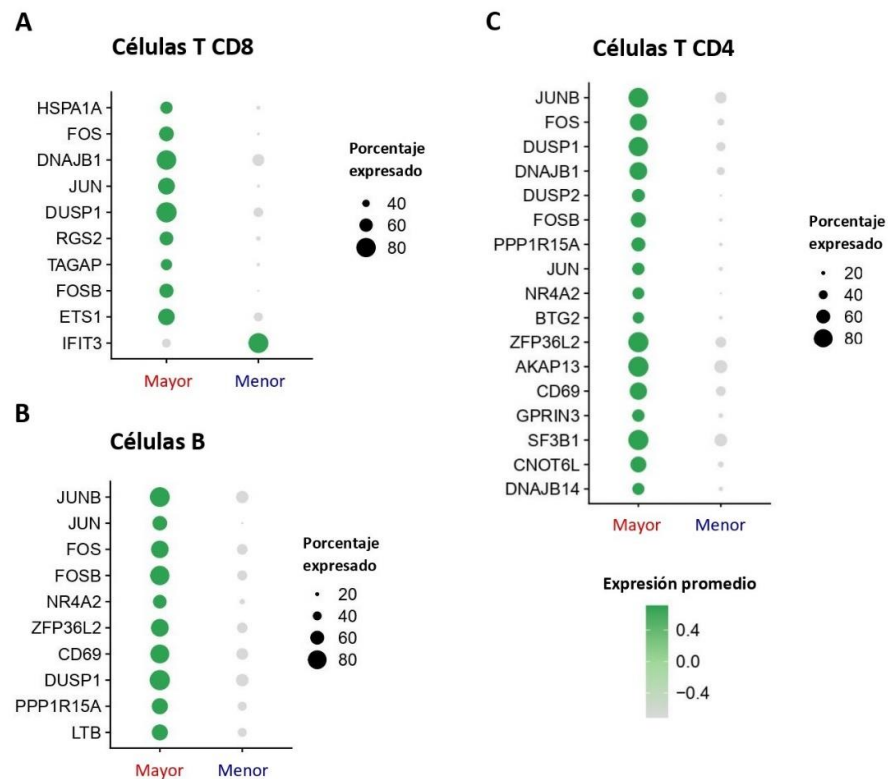 A
Células T CD8
HSPA1A
FOS
DNAJB1
JUN
DUSP1
RGS2
TAGAP
FOSB
ETS1
IFIT3
Mayor Menor
Porcentaje
expresado
40
60
80
B
Células B
JUNB
JUN
FOS
FOSB
NR4A2
ZFP36L2
CD69
DUSP1
PPP1R15A
LTB
Mayor Menor
Porcentaje
expresado
20
40
60
80
C
Células T CD4
JUNB
FOS
DUSP1
DNAJB1
DUSP2
FOSB
PPP1R15A
JUN
NR4A2
BTG2
ZFP36L2
AKAP13
CD69
GPRIN3
SF3B1
CNOT6L
DNAJB14
Mayor Menor
Porcentaje
expresado
20
40
60
80
Expresión promedio
0.4
0.0
−0.4